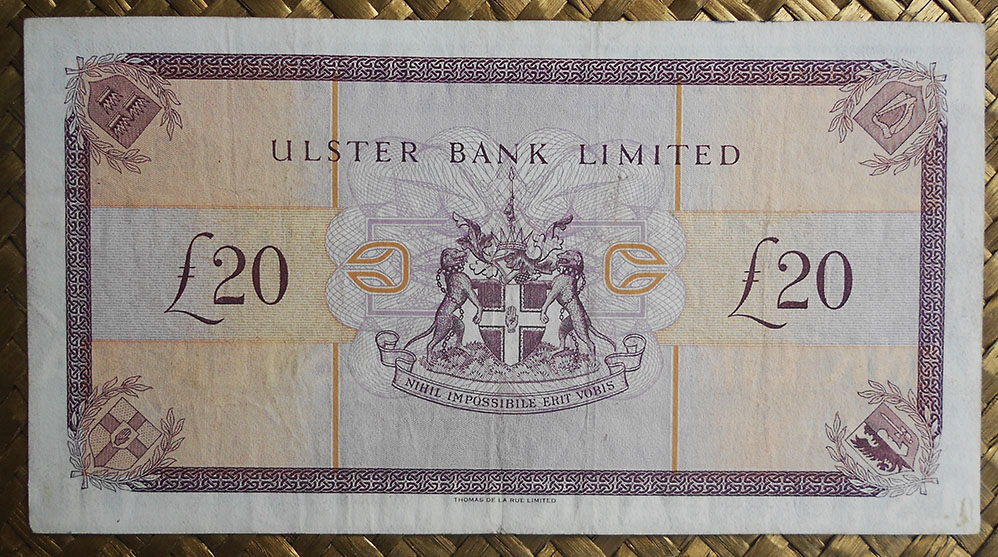 ULSTER BANK LIMITED
£20
£20
NIHIL IMPOSSIBILE ERIT VOBIS
THOMAS DE LA RUE LIMITED